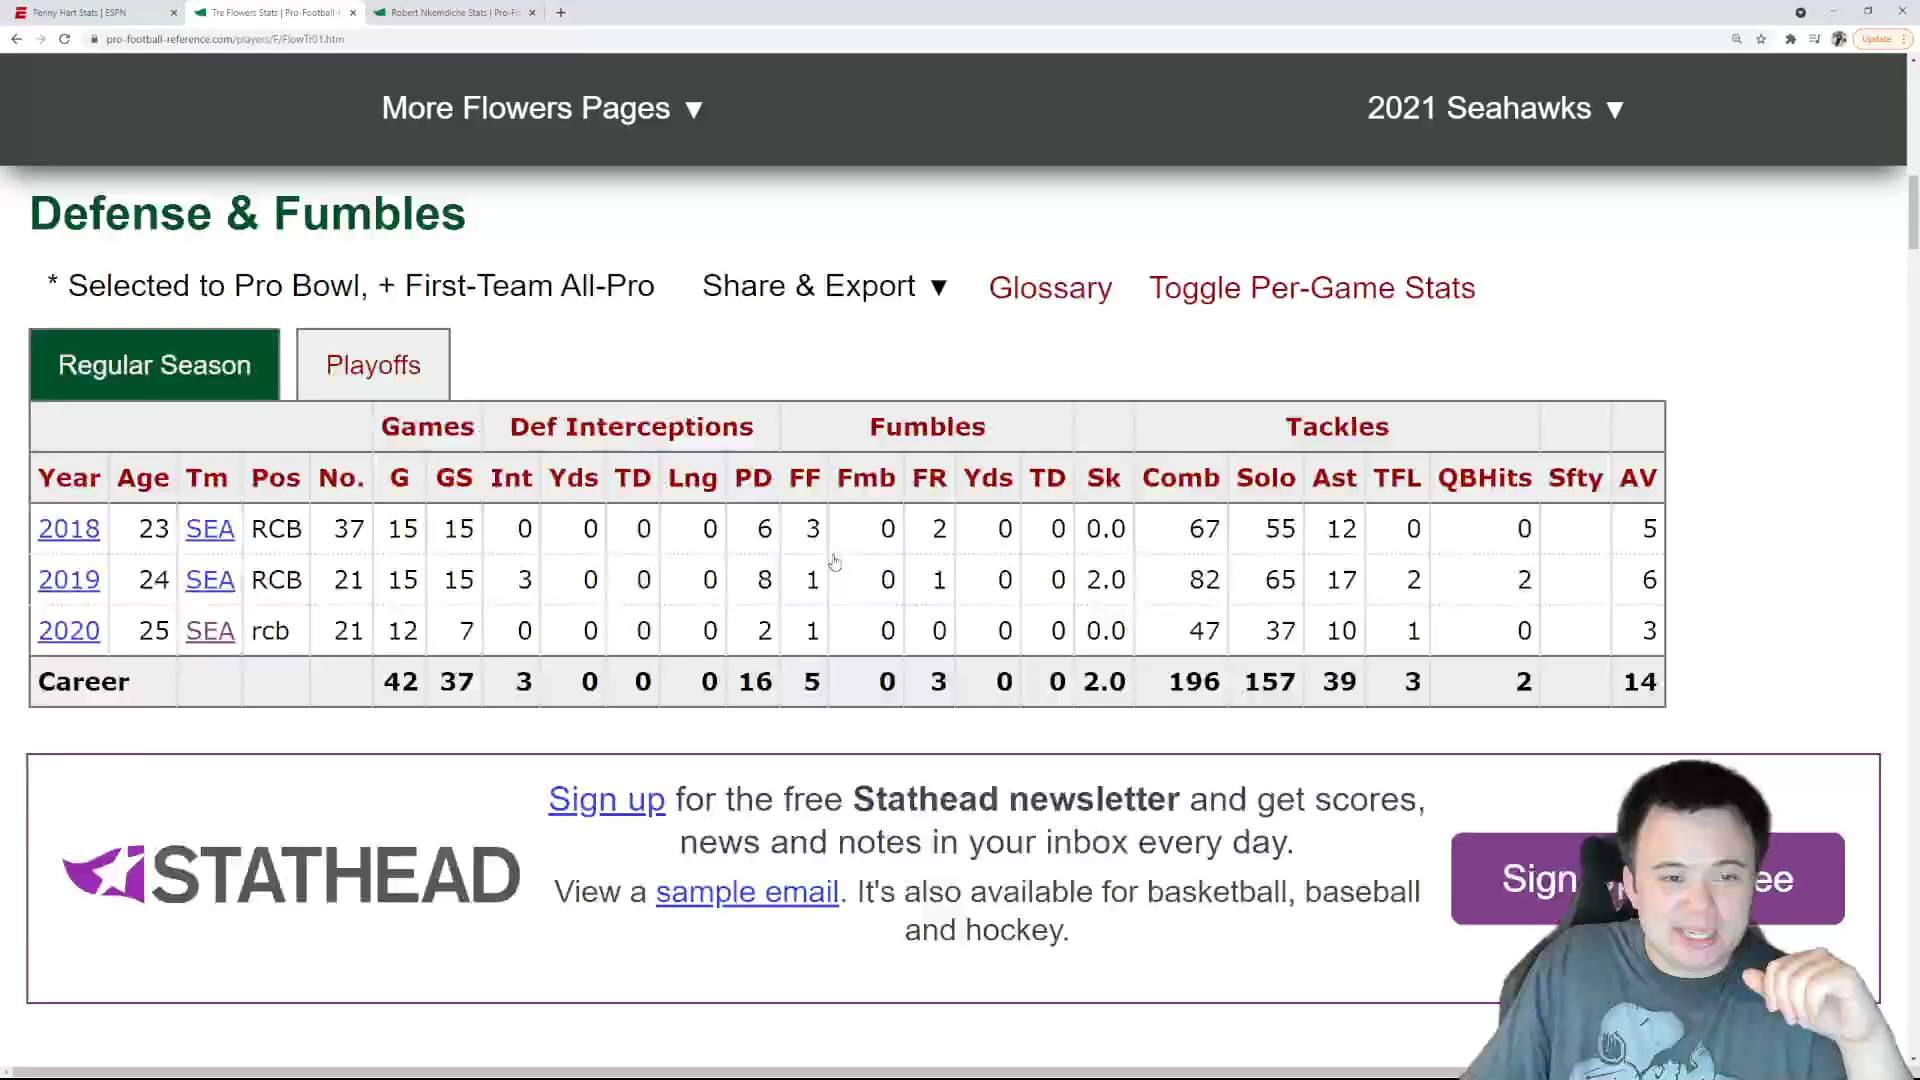 Penny Hart Stats | ESPN
Tre Flowers Stats | Pro-Football-
Robert Nkemdiche Stats | Pro-Fo
pro-football-reference.com/players/F/FlowTr01.htm
Update
More Flowers Pages ▼
2021 Seahawks ▼
Defense & Fumbles
* Selected to Pro Bowl, + First-Team All-Pro Share & Export ▼ Glossary Toggle Per-Game Stats
Regular Season Playoffs
Games Def Interceptions Fumbles Tackles
Year Age Tm Pos No. G GS Int Yds TD Lng PD FF Fmb FR Yds TD Sk Comb Solo Ast TFL QBHits Sfty AV
2018 23 SEA RCB 37 15 15 0 0 0 0 6 3 0 2 0 0 0.0 67 55 12 0 0 5
2019 24 SEA RCB 21 15 15 3 0 0 0 8 1 0 1 0 0 2.0 82 65 17 2 2 6
2020 25 SEA rcb 21 12 7 0 0 0 0 2 1 0 0 0 0 0.0 47 37 10 1 0 3
Career 42 37 3 0 0 0 16 5 0 3 0 0 2.0 196 157 39 3 2 14
STATHEAD
Sign up for the free Stathead newsletter and get scores,
news and notes in your inbox every day.
View a sample email. It's also available for basketball, baseball
and hockey.
Sign